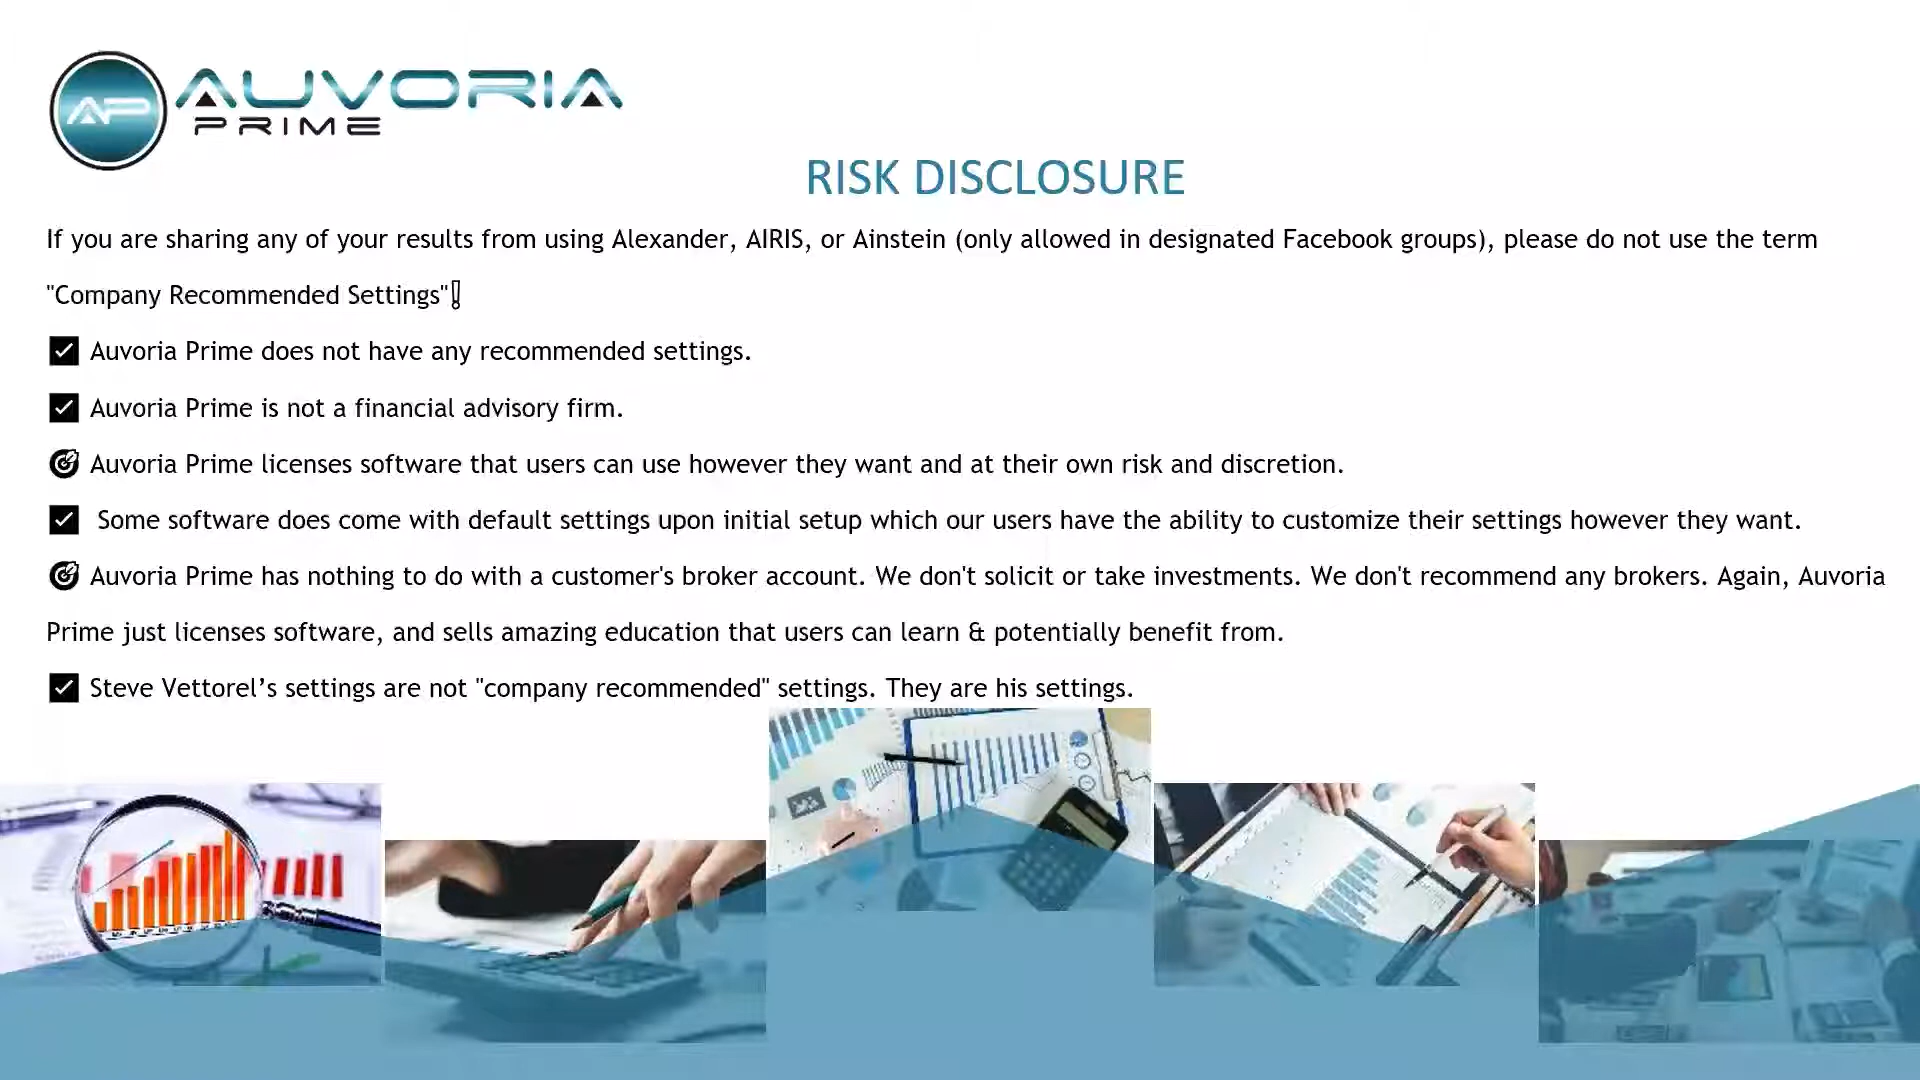 AP AUVORIA
PRIME
RISK DISCLOSURE
If you are sharing any of your results from using Alexander, AIRIS, or Ainstein (only allowed in designated Facebook groups), please do not use the term
"Company Recommended Settings"❗
☑ Auvoria Prime does not have any recommended settings.
☑ Auvoria Prime is not a financial advisory firm.
🎯 Auvoria Prime licenses software that users can use however they want and at their own risk and discretion.
☑ Some software does come with default settings upon initial setup which our users have the ability to customize their settings however they want.
🎯 Auvoria Prime has nothing to do with a customer's broker account. We don't solicit or take investments. We don't recommend any brokers. Again, Auvoria
Prime just licenses software, and sells amazing education that users can learn & potentially benefit from.
☑ Steve Vettorel’s settings are not "company recommended" settings. They are his settings.